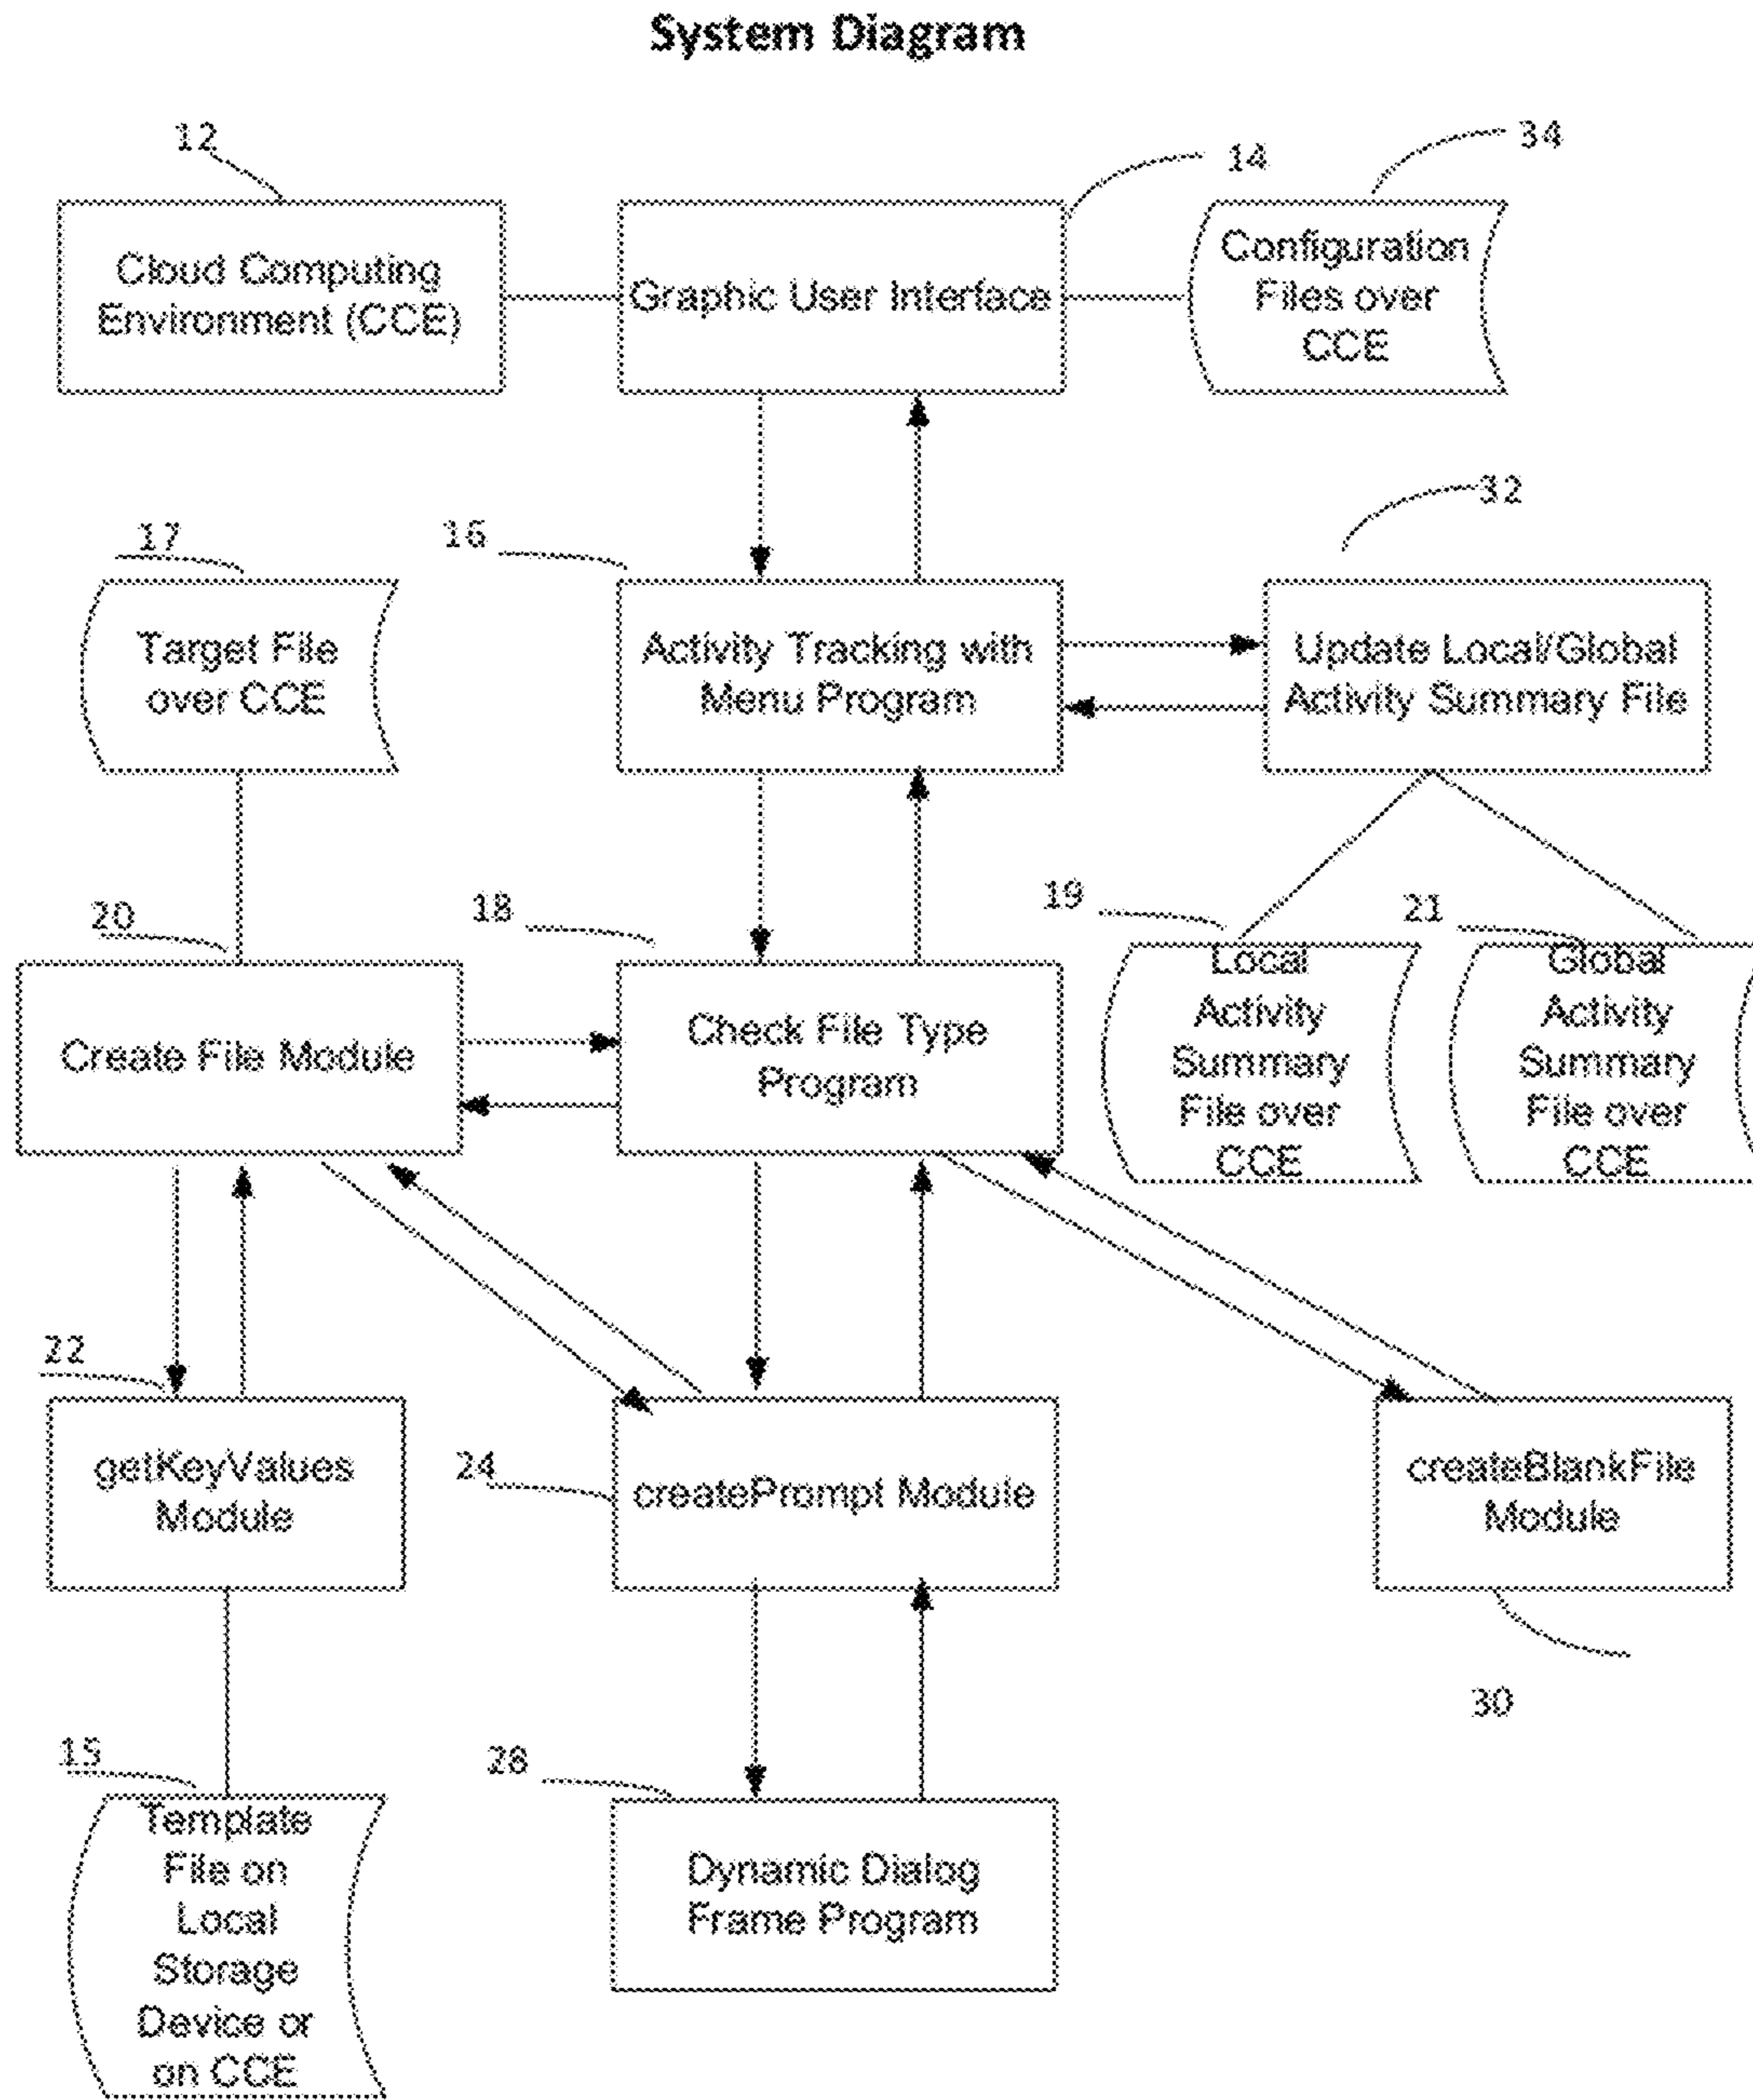 System Diagram
12
14
34
Cloud Computing
Environment (CCE)
Graphic User Interface
Configuration
Files over
CCE
17
16
32
Target File
over CCE
Activity Tracking with
Menu Program
Update Local/Global
Activity Summary File
20
18
19
21
Create File Module
Check File Type
Program
Local
Activity
Summary
File over
CCE
Global
Activity
Summary
File over
CCE
22
24
getKeyValues
Module
createPrompt Module
createBlankFile
Module
30
15
28
Template
File on
Local
Storage
Device or
on CCE
Dynamic Dialog
Frame Program